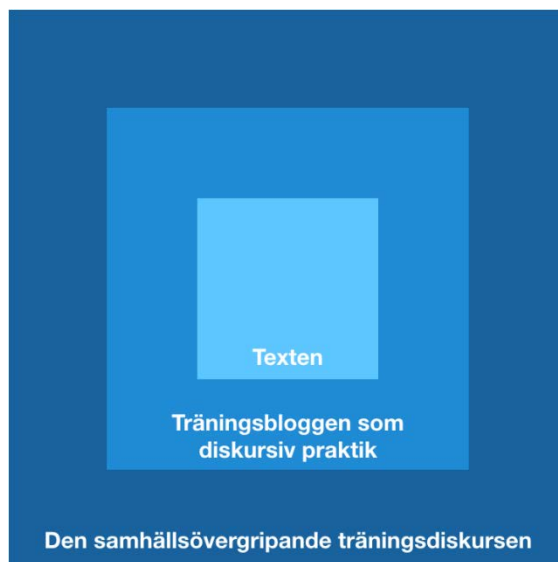 Texten
Träningsbloggen som
diskursiv praktik
Den samhällsövergripande träningsdiskursen